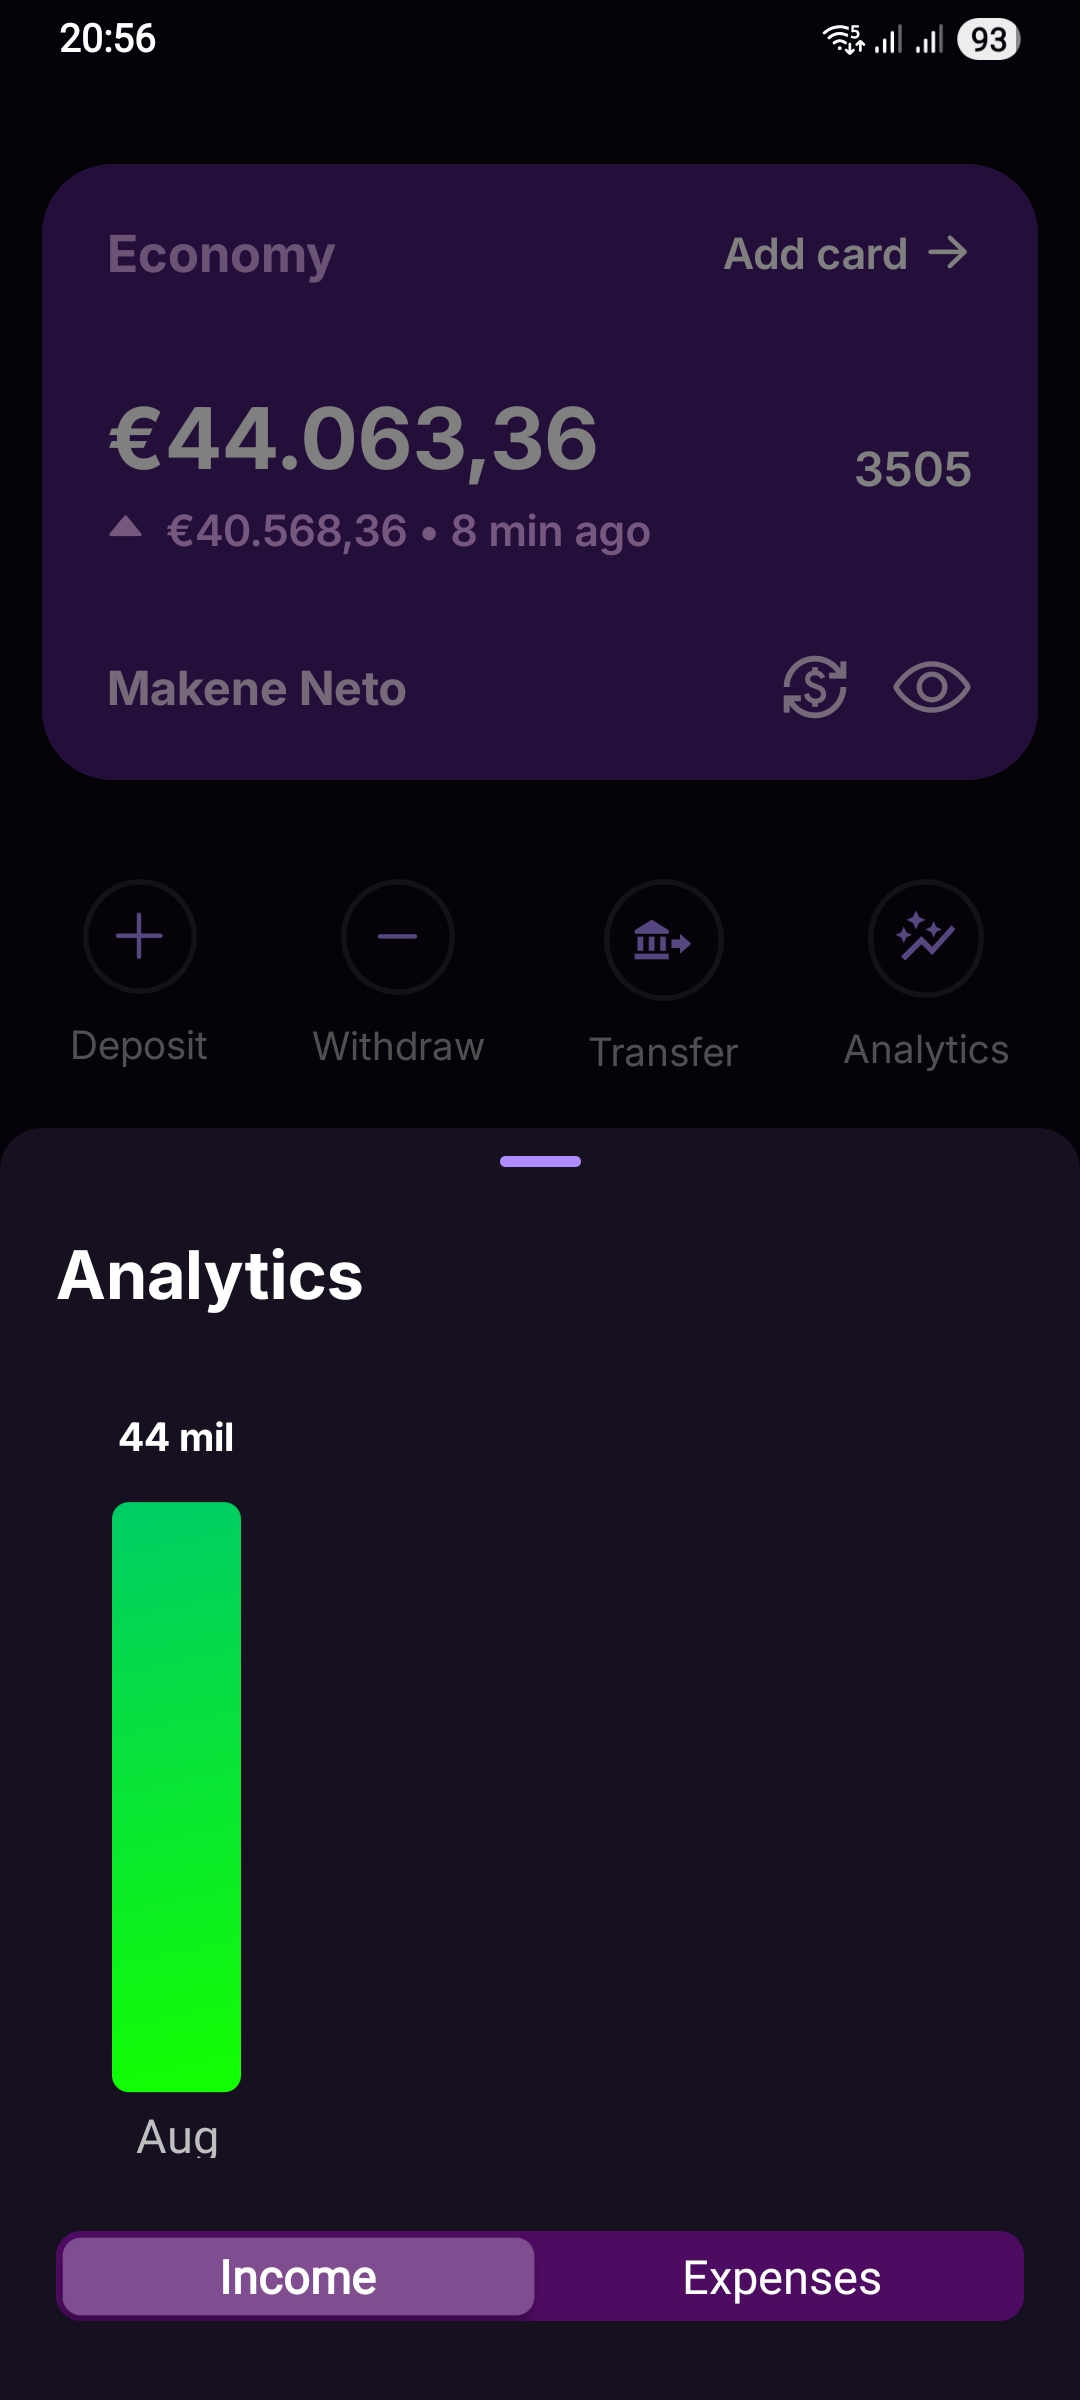 20:56
5
93
Economy
Add card →
€44.063,36
3505
▲ €40.568,36 • 8 min ago
Makene Neto
Deposit
Withdraw
Transfer
Analytics
Analytics
44 mil
Aug
Income
Expenses